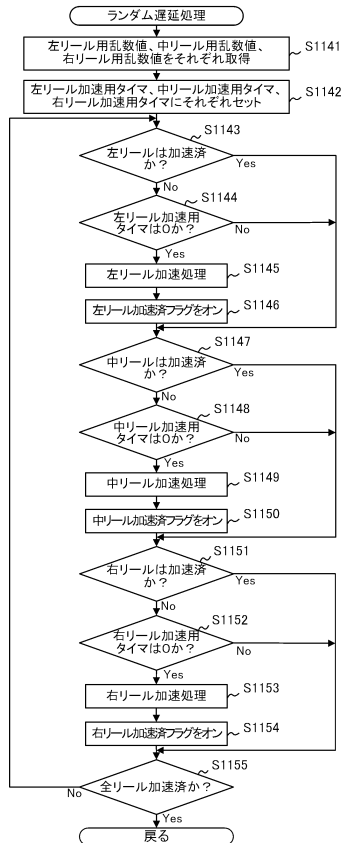 ランダム遅延処理
左リール用乱数値、中リール用乱数値、
右リール用乱数値をそれぞれ取得
S1141
左リール加速用タイマ、中リール加速用タイマ、
右リール加速用タイマにそれぞれセット
S1142
S1143
左リールは加速済
か?
Yes
No
S1144
左リール加速用
タイマは0か?
No
Yes
左リール加速処理
S1145
左リール加速済フラグをオン
S1146
S1147
中リールは加速済
か?
Yes
No
S1148
中リール加速用
タイマは0か?
No
Yes
中リール加速処理
S1149
中リール加速済フラグをオン
S1150
S1151
右リールは加速済
か?
Yes
No
S1152
右リール加速用
タイマは0か?
No
Yes
右リール加速処理
S1153
右リール加速済フラグをオン
S1154
S1155
全リール加速済か?
No
Yes
戻る